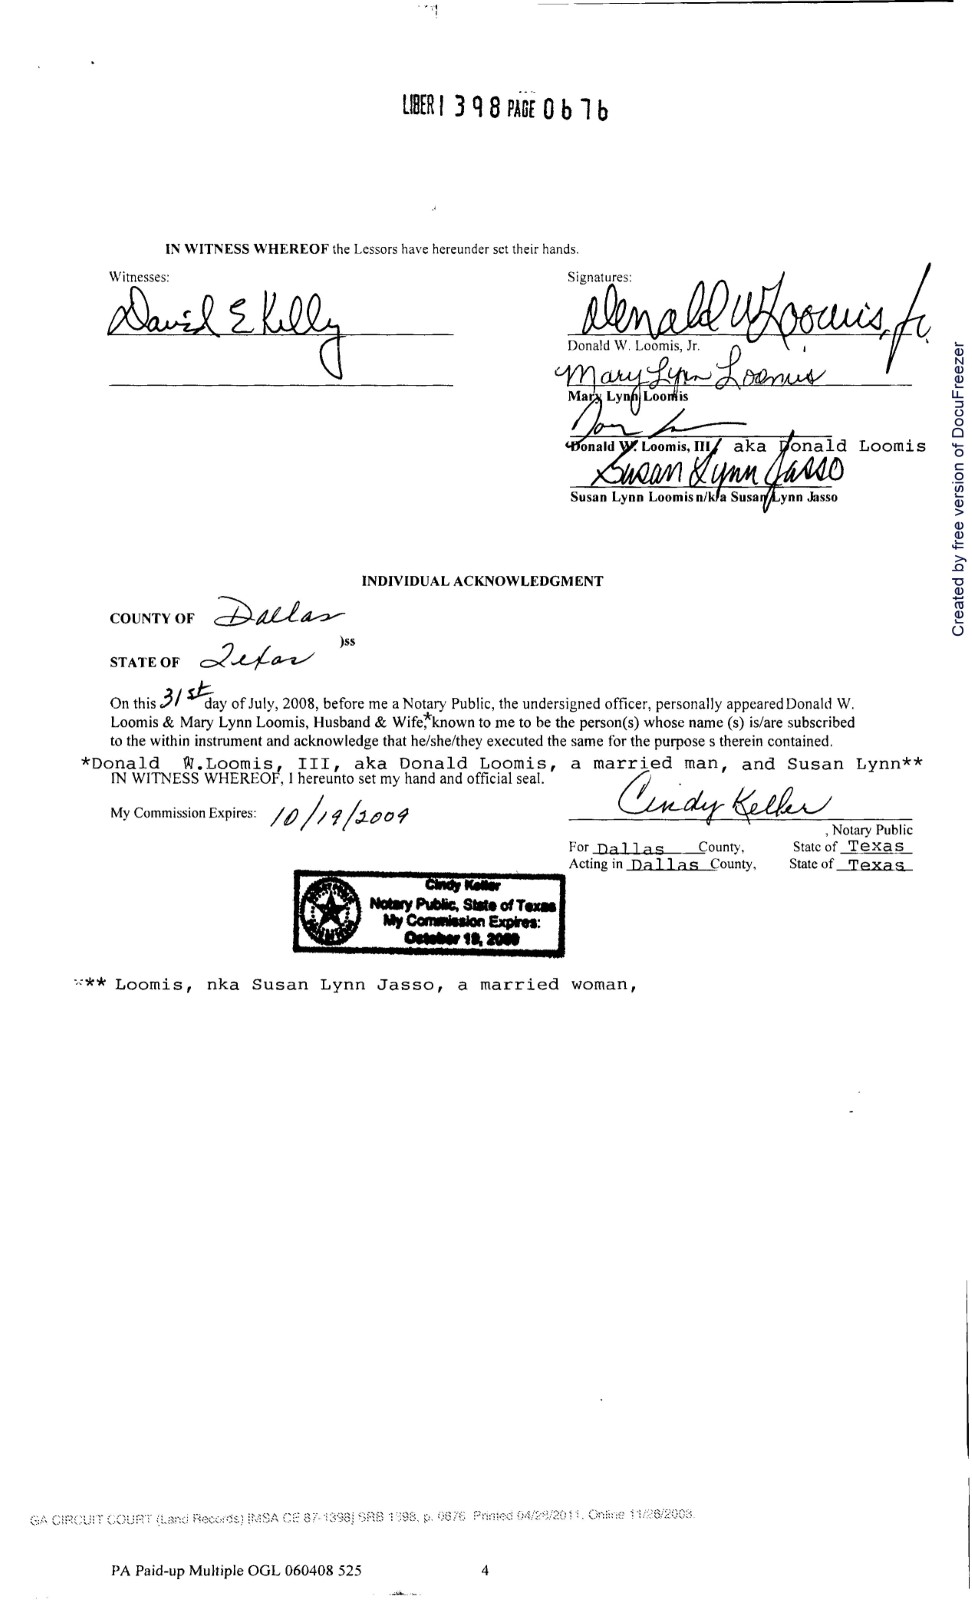 LIBER 1 398 PAGE 0676
IN WITNESS WHEREOF the Lessors have hereunder set their hands.
Witnesses:
Signatures:
David E Kelly
Donald W Loomis, Jr.
Donald W. Loomis, Jr.
Mary Lynn Loomis
Mary Lynn Loomis
Donald W. Loomis, III, aka Donald Loomis
Susan Lynn Jasso
Susan Lynn Loomis n/k/a Susan Lynn Jasso
INDIVIDUAL ACKNOWLEDGMENT
COUNTY OF Dallas
)ss
STATE OF Texas
On this 31st day of July, 2008, before me a Notary Public, the undersigned officer, personally appeared Donald W.
Loomis & Mary Lynn Loomis, Husband & Wife,*known to me to be the person(s) whose name (s) is/are subscribed
to the within instrument and acknowledge that he/she/they executed the same for the purpose s therein contained.
*Donald W.Loomis, III, aka Donald Loomis, a married man, and Susan Lynn**
IN WITNESS WHEREOF, I hereunto set my hand and official seal.
Cindy Keller
My Commission Expires: 10/19/2009
, Notary Public
For Dallas County, State of Texas
Acting in Dallas County, State of Texas
Cindy Keller
Notary Public, State of Texas
My Commission Expires:
October 19, 2009
*** Loomis, nka Susan Lynn Jasso, a married woman,
GA CIRCUIT COURT (Land Records) [MSA CE 87-1398] SRB 1398, p. 0676. Printed 04/28/2011. Online 11/28/2008.
PA Paid-up Multiple OGL 060408 525
4
Created by free version of DocuFreezer